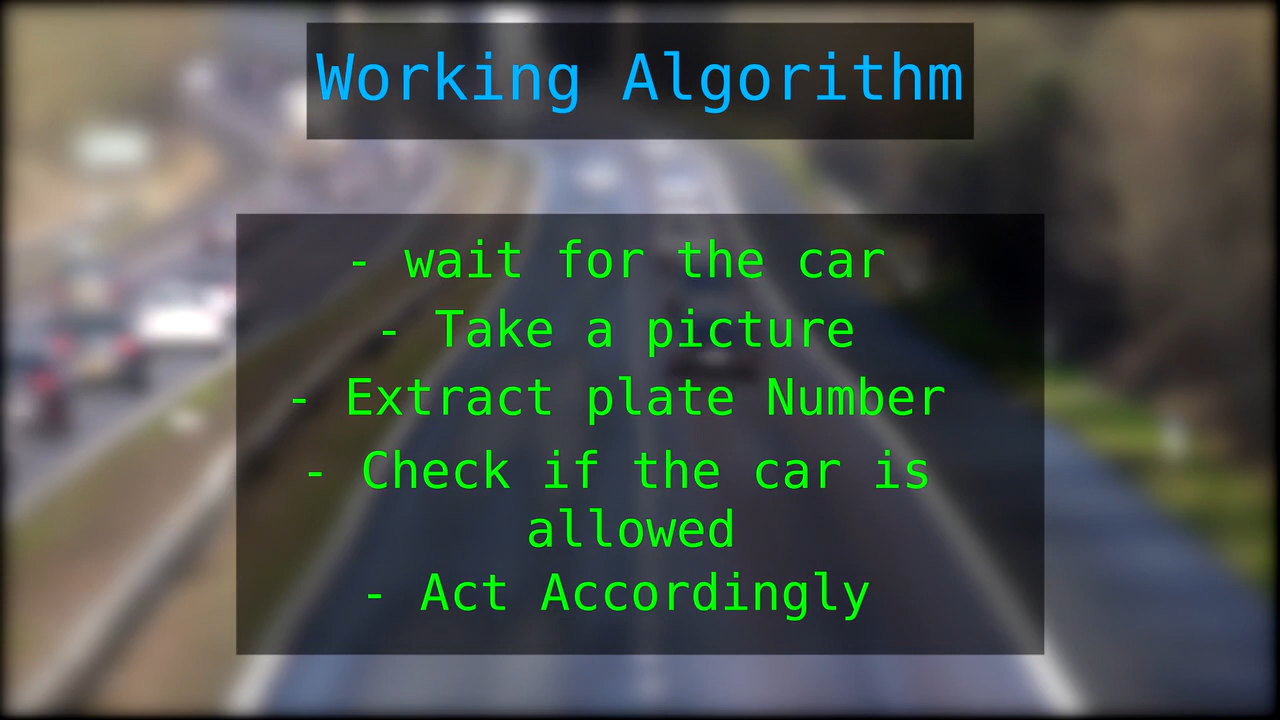 Working Algorithm
- wait for the car
- Take a picture
- Extract plate Number
- Check if the car is
allowed
- Act Accordingly